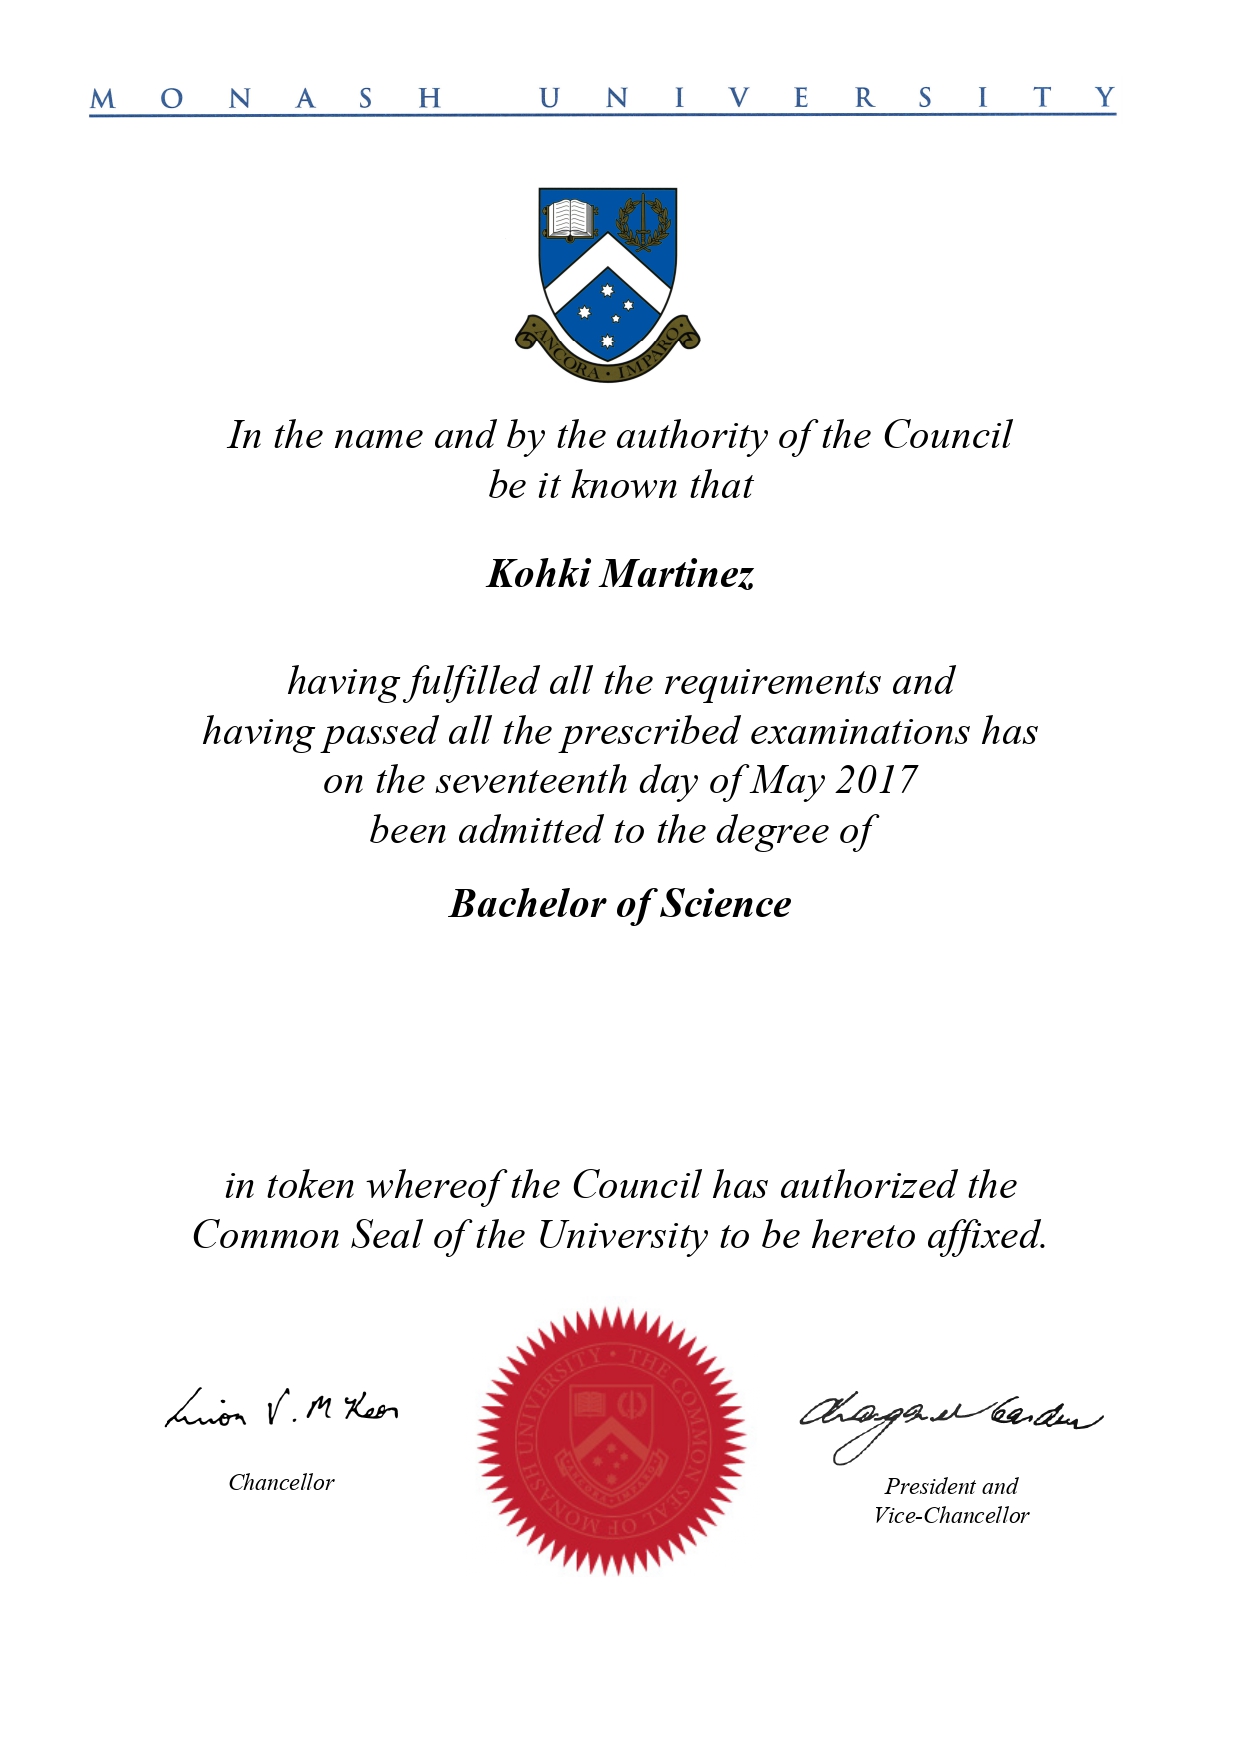 MONASH UNIVERSITY
ANCORA · IMPARO
In the name and by the authority of the Council
be it known that
Kohki Martinez
having fulfilled all the requirements and
having passed all the prescribed examinations has
on the seventeenth day of May 2017
been admitted to the degree of
Bachelor of Science
in token whereof the Council has authorized the
Common Seal of the University to be hereto affixed.
THE COMMON SEAL OF MONASH UNIVERSITY
ANCORA · IMPARO
Chancellor
President and
Vice-Chancellor